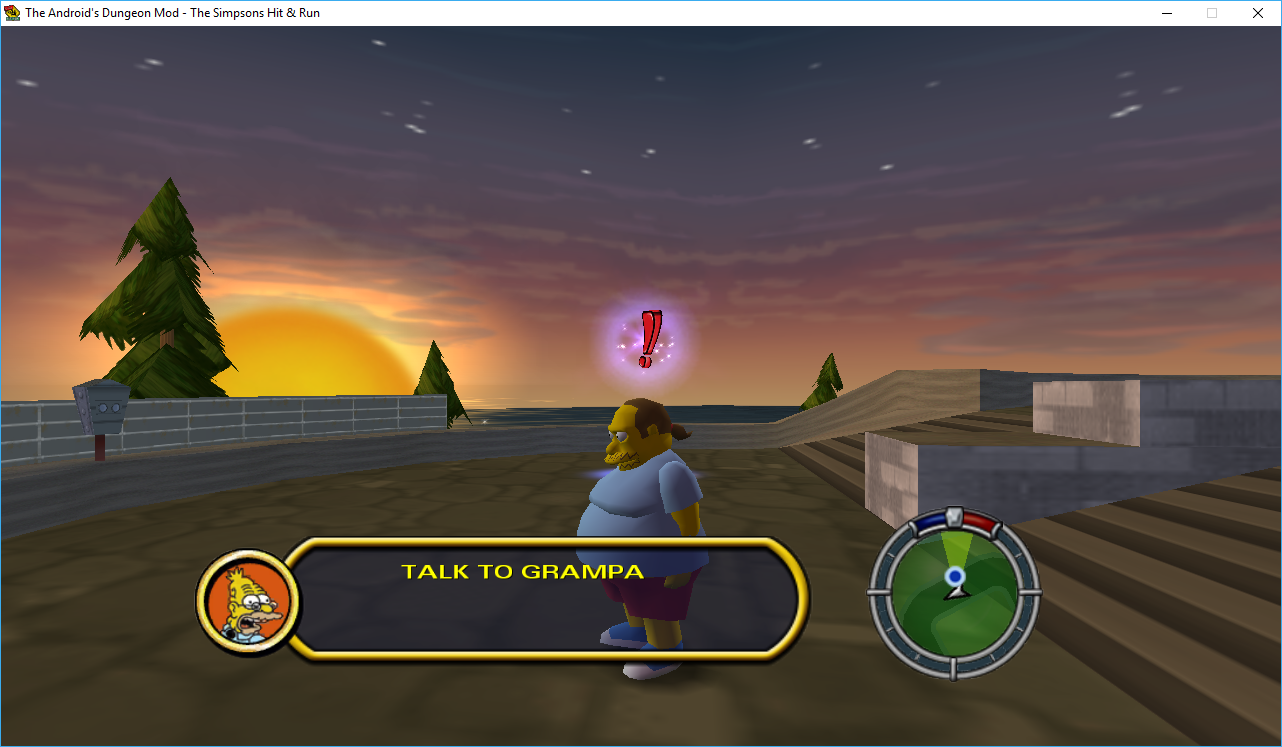 The Android's Dungeon Mod - The Simpsons Hit & Run
!
TALK TO GRAMPA